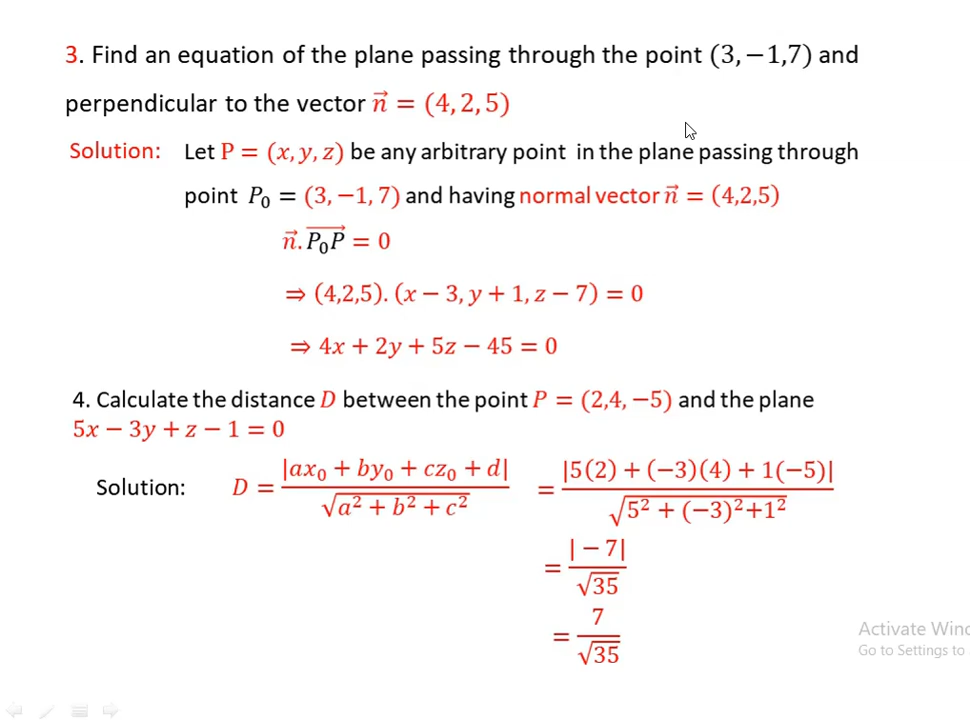 3. Find an equation of the plane passing through the point (3, −1,7) and
perpendicular to the vector n⃗ = (4, 2, 5)
Solution: Let P = (x, y, z) be any arbitrary point in the plane passing through
point P₀ = (3, −1, 7) and having normal vector n⃗ = (4,2,5)
n⃗. P₀P⃗ = 0
⇒ (4,2,5). (x − 3, y + 1, z − 7) = 0
⇒ 4x + 2y + 5z − 45 = 0
4. Calculate the distance D between the point P = (2,4, −5) and the plane
5x − 3y + z − 1 = 0
Solution: D = |ax₀ + by₀ + cz₀ + d| / √(a² + b² + c²) = |5(2) + (−3)(4) + 1(−5)| / √(5² + (−3)²+1²)
= | − 7| / √35
= 7 / √35
Activate Wind
Go to Settings to